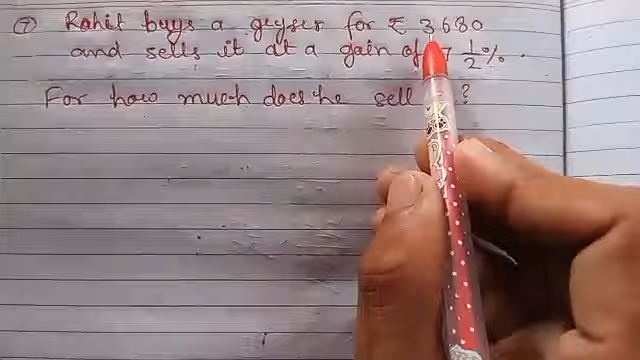 ⑦ Rohit buys a geyser for ₹ 3680
and sells it at a gain of 7 1/2 %.
For how much does he sell ?